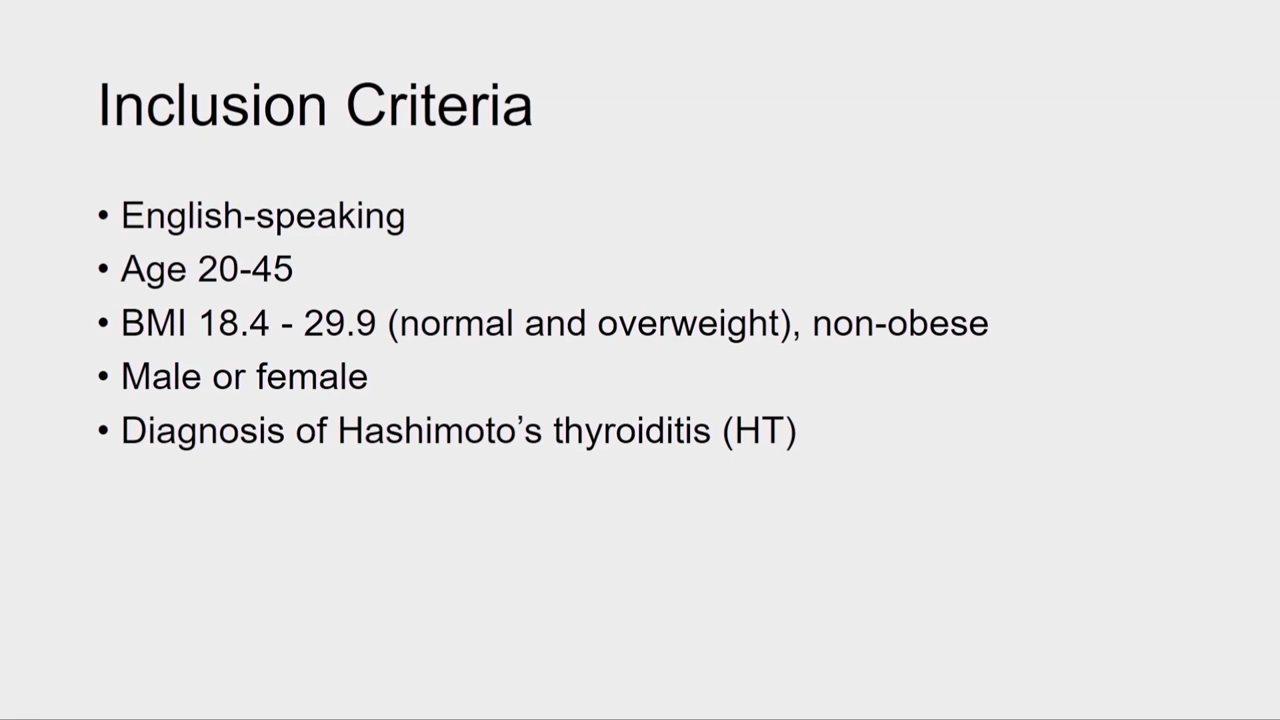 Inclusion Criteria
• English-speaking
• Age 20-45
• BMI 18.4 - 29.9 (normal and overweight), non-obese
• Male or female
• Diagnosis of Hashimoto’s thyroiditis (HT)